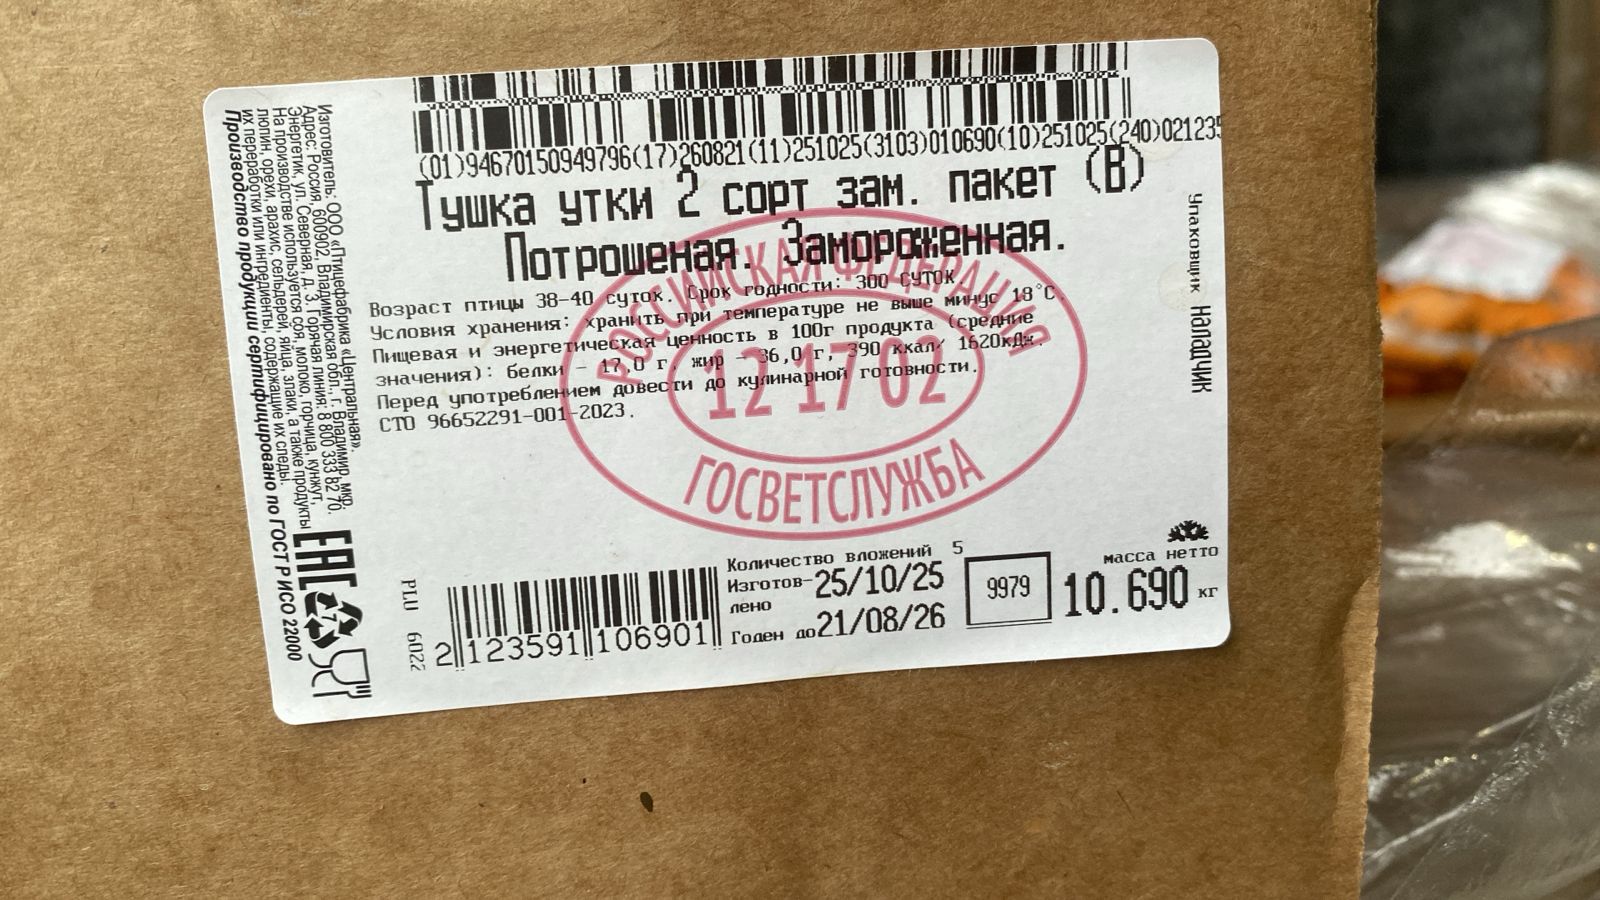 (01)94670150949796(17)260821(11)251025(3103)010690(10)251025(240)021235
Тушка утки 2 сорт зам. пакет (В)
Потрошеная. Замороженная.
Возраст птицы 38-40 суток. Срок годности: 300 СУТОК.
Условия хранения: хранить при температуре не выше минус 18°С.
Пищевая и энергетическая ценность в 100г продукта (средние
значения): белки - 17,0 г, жир - 36,0 г, 390 ккал/ 1620кДж.
Перед употреблением довести до кулинарной готовности.
СТО 96652291-001-2023.
РОССИЙСКАЯ ФЕДЕРАЦИЯ
12 17 02
ГОСВЕТСЛУЖБА
Упаковщик НАЛАДЧИК
Изготовитель: ООО «Птицефабрика «Центральная».
Адрес: Россия, 600902, Владимирская обл., г. Владимир, мкр.
Энергетик, ул. Северная, д. 3. Горячая линия: 8 800 333 82 70.
На производстве используется соя, молоко, горчица, кунжут,
люпин, орехи, арахис, сельдерей, яйца, злаки, а также продукты
их переработки или ингредиенты, содержащие их следы.
Производство продукции сертифицировано по ГОСТ Р ИСО 22000
EAC
7
PLU 6022
2 123591 106901
Количество вложений 5
Изготов-
лено
25/10/25
Годен до 21/08/26
9979
масса нетто
10.690 кг